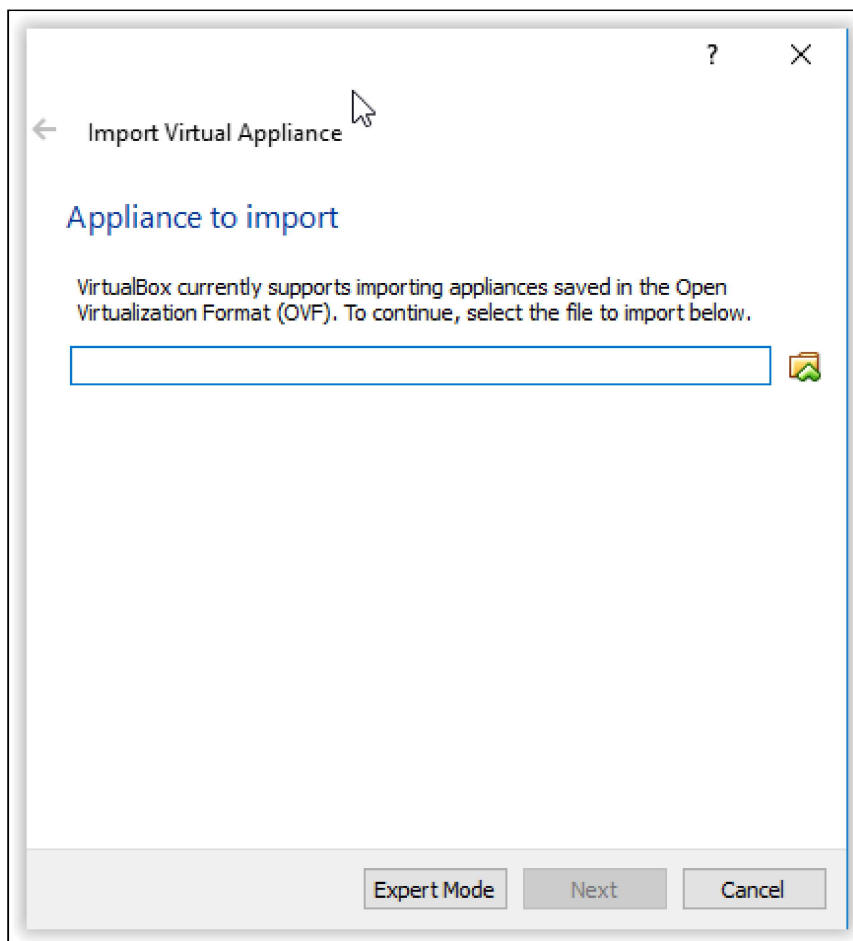 ?
Import Virtual Appliance
Appliance to import
VirtualBox currently supports importing appliances saved in the Open
Virtualization Format (OVF). To continue, select the file to import below.
Expert Mode Next Cancel